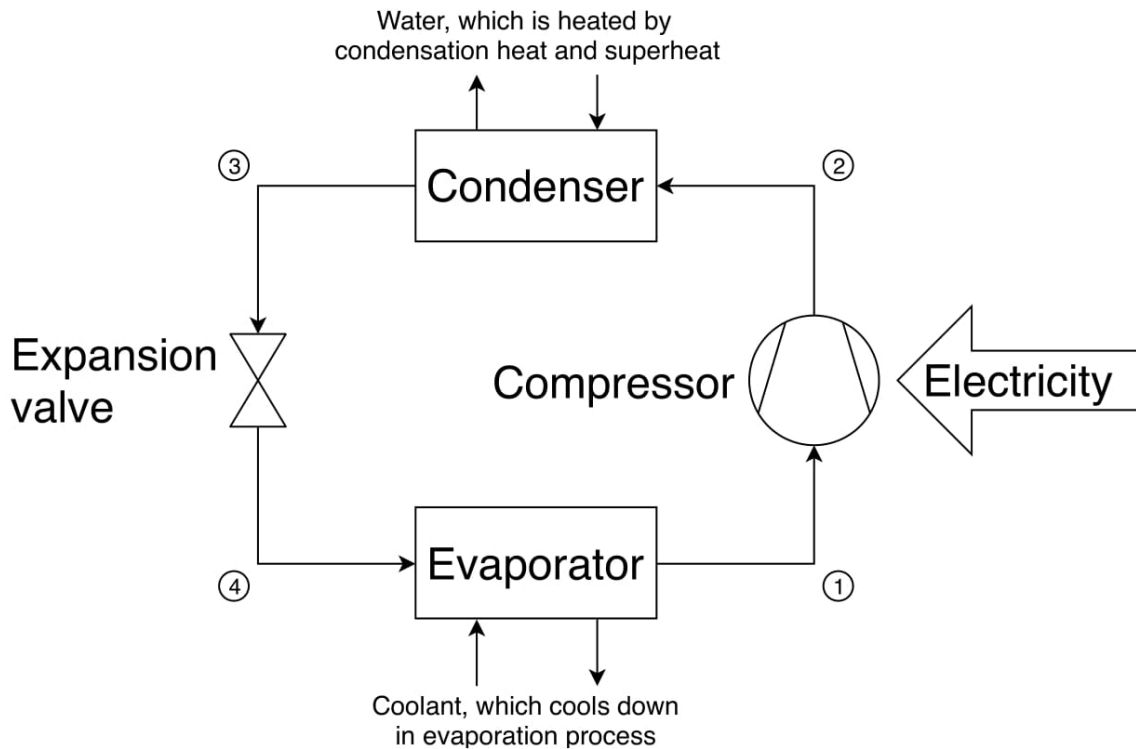 Water, which is heated by
condensation heat and superheat
3
2
Condenser
Expansion
valve
Compressor
Electricity
Evaporator
4
1
Coolant, which cools down
in evaporation process